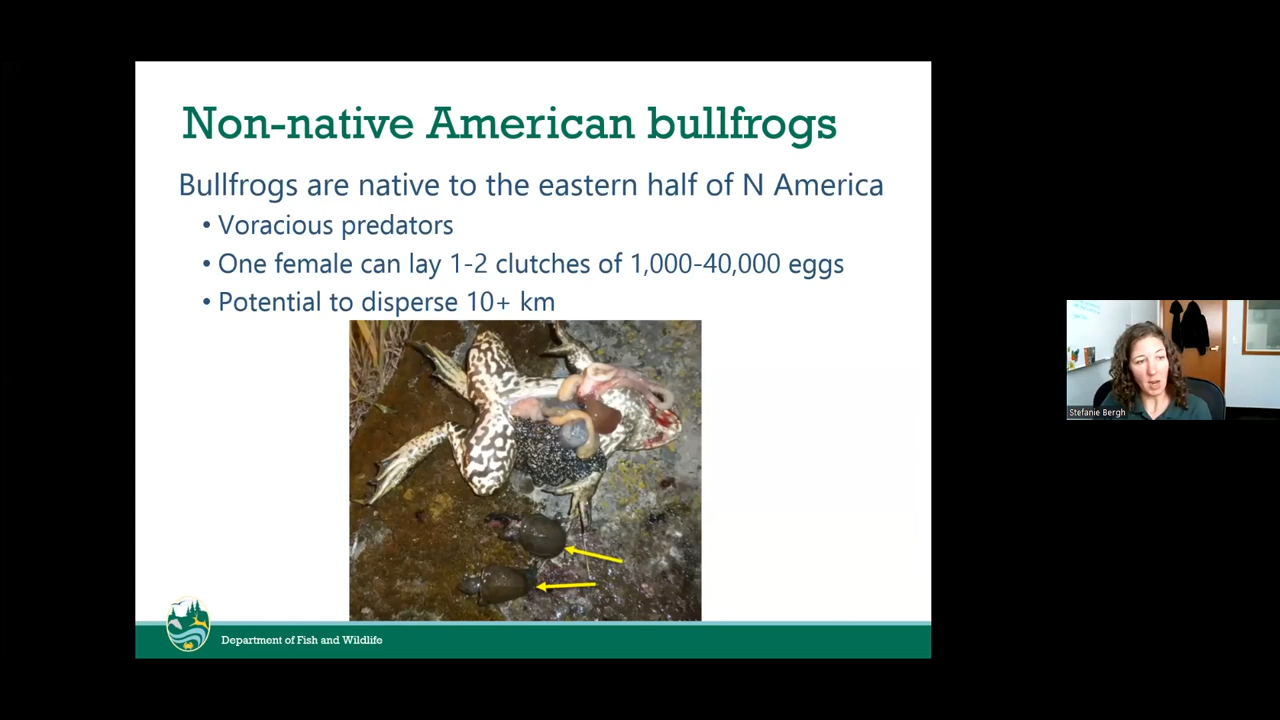 Non-native American bullfrogs
Bullfrogs are native to the eastern half of N America
• Voracious predators
• One female can lay 1-2 clutches of 1,000-40,000 eggs
• Potential to disperse 10+ km
Department of Fish and Wildlife
Stefanie Bergh